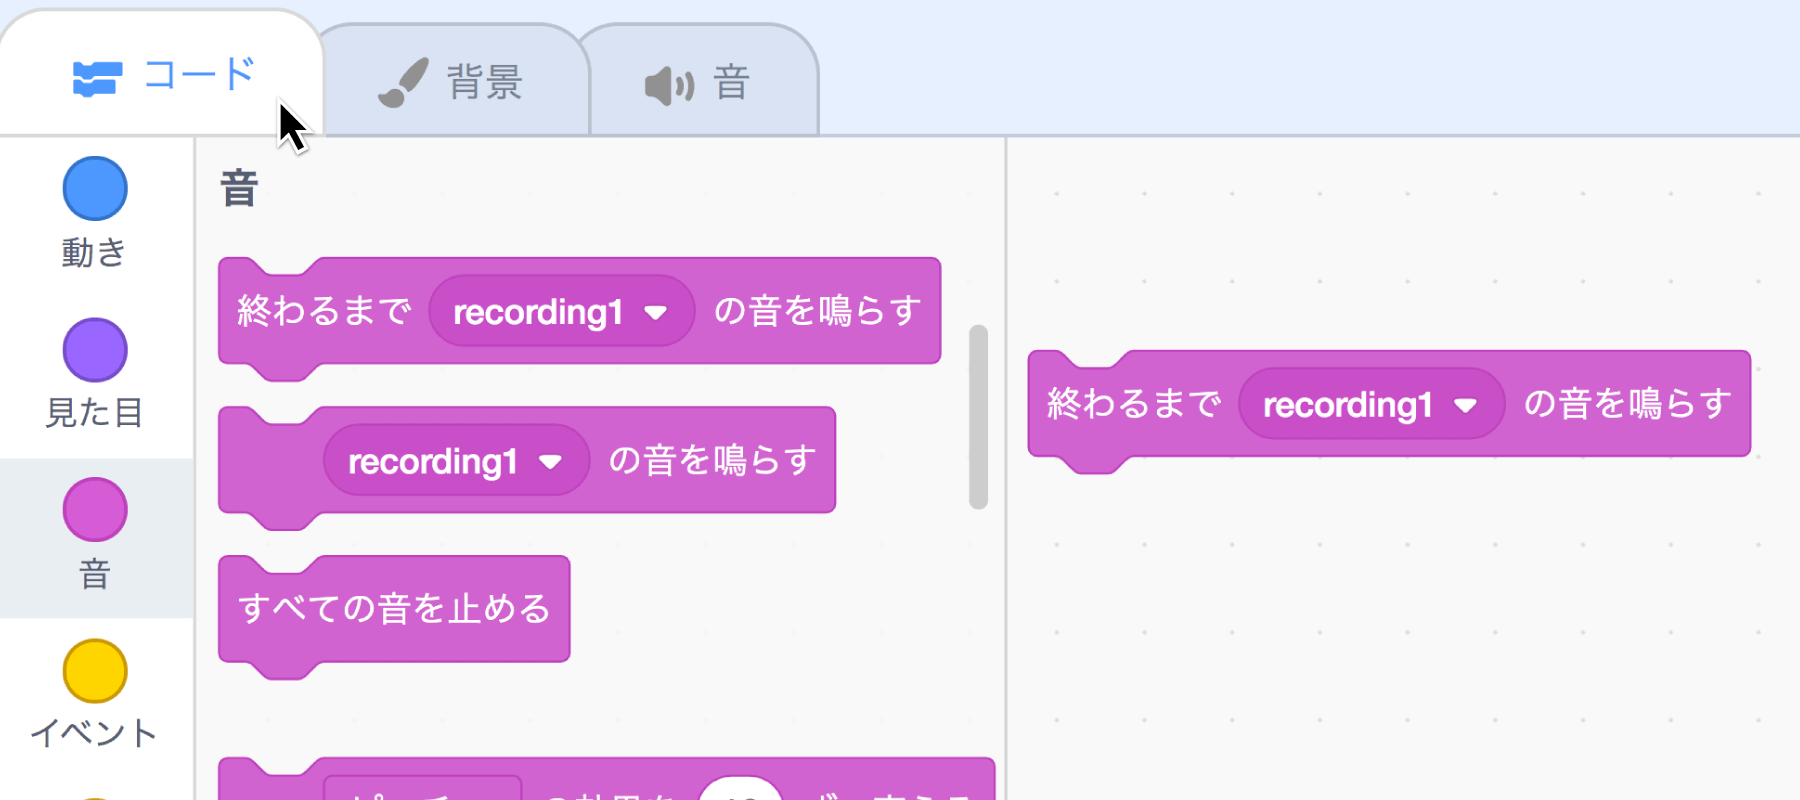 コード
背景
音
動き
見た目
音
イベント
音
終わるまで recording1 の音を鳴らす
recording1 の音を鳴らす
すべての音を止める
終わるまで recording1 の音を鳴らす